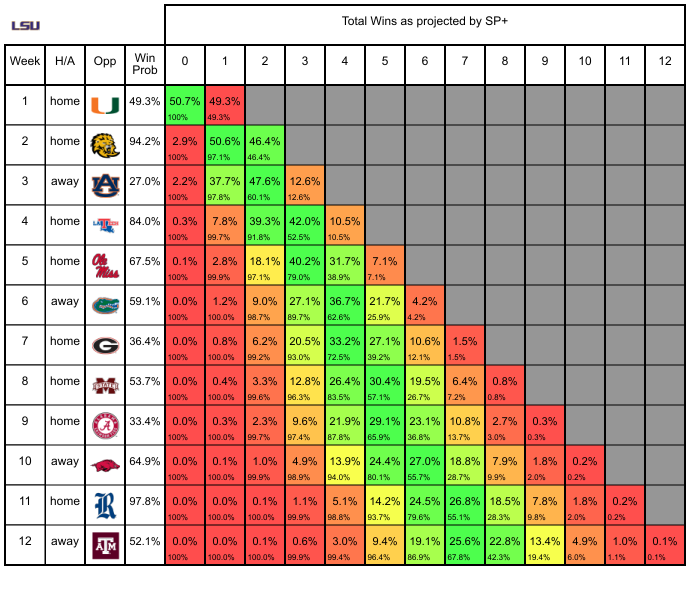 LSU
Total Wins as projected by SP+
Week H/A Opp Win Prob 0 1 2 3 4 5 6 7 8 9 10 11 12
1 home 49.3% 50.7% 49.3%
100% 49.3%
2 home 94.2% 2.9% 50.6% 46.4%
100% 97.1% 46.4%
3 away 27.0% 2.2% 37.7% 47.6% 12.6%
100% 97.8% 60.1% 12.6%
4 home 84.0% 0.3% 7.8% 39.3% 42.0% 10.5%
100% 99.7% 91.8% 52.5% 10.5%
5 home Ole Miss 67.5% 0.1% 2.8% 18.1% 40.2% 31.7% 7.1%
100% 99.9% 97.1% 79.0% 38.9% 7.1%
6 away 59.1% 0.0% 1.2% 9.0% 27.1% 36.7% 21.7% 4.2%
100% 100.0% 98.7% 89.7% 62.6% 25.9% 4.2%
7 home G 36.4% 0.0% 0.8% 6.2% 20.5% 33.2% 27.1% 10.6% 1.5%
100% 100.0% 99.2% 93.0% 72.5% 39.2% 12.1% 1.5%
8 home 53.7% 0.0% 0.4% 3.3% 12.8% 26.4% 30.4% 19.5% 6.4% 0.8%
100% 100.0% 99.6% 96.3% 83.5% 57.1% 26.7% 7.2% 0.8%
9 home 33.4% 0.0% 0.3% 2.3% 9.6% 21.9% 29.1% 23.1% 10.8% 2.7% 0.3%
100% 100.0% 99.7% 97.4% 87.8% 65.9% 36.8% 13.7% 3.0% 0.3%
10 away 64.9% 0.0% 0.1% 1.0% 4.9% 13.9% 24.4% 27.0% 18.8% 7.9% 1.8% 0.2%
100% 100.0% 99.9% 98.9% 94.0% 80.1% 55.7% 28.7% 9.9% 2.0% 0.2%
11 home R 97.8% 0.0% 0.0% 0.1% 1.1% 5.1% 14.2% 24.5% 26.8% 18.5% 7.8% 1.8% 0.2%
100% 100.0% 100.0% 99.9% 98.8% 93.7% 79.6% 55.1% 28.3% 9.8% 2.0% 0.2%
12 away ATM 52.1% 0.0% 0.0% 0.1% 0.6% 3.0% 9.4% 19.1% 25.6% 22.8% 13.4% 4.9% 1.0% 0.1%
100% 100.0% 100.0% 99.9% 99.4% 96.4% 86.9% 67.8% 42.3% 19.4% 6.0% 1.1% 0.1%